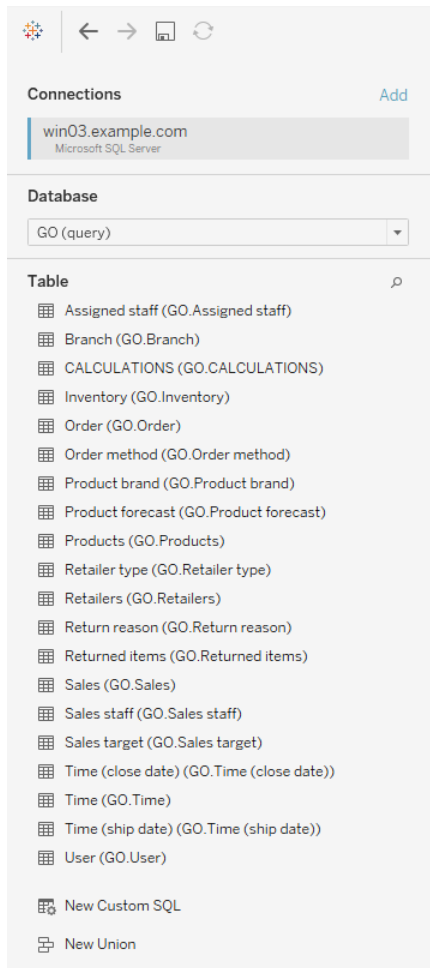 Connections
Add
win03.example.com
Microsoft SQL Server
Database
GO (query)
Table
Assigned staff (GO.Assigned staff)
Branch (GO.Branch)
CALCULATIONS (GO.CALCULATIONS)
Inventory (GO.Inventory)
Order (GO.Order)
Order method (GO.Order method)
Product brand (GO.Product brand)
Product forecast (GO.Product forecast)
Products (GO.Products)
Retailer type (GO.Retailer type)
Retailers (GO.Retailers)
Return reason (GO.Return reason)
Returned items (GO.Returned items)
Sales (GO.Sales)
Sales staff (GO.Sales staff)
Sales target (GO.Sales target)
Time (close date) (GO.Time (close date))
Time (GO.Time)
Time (ship date) (GO.Time (ship date))
User (GO.User)
New Custom SQL
New Union